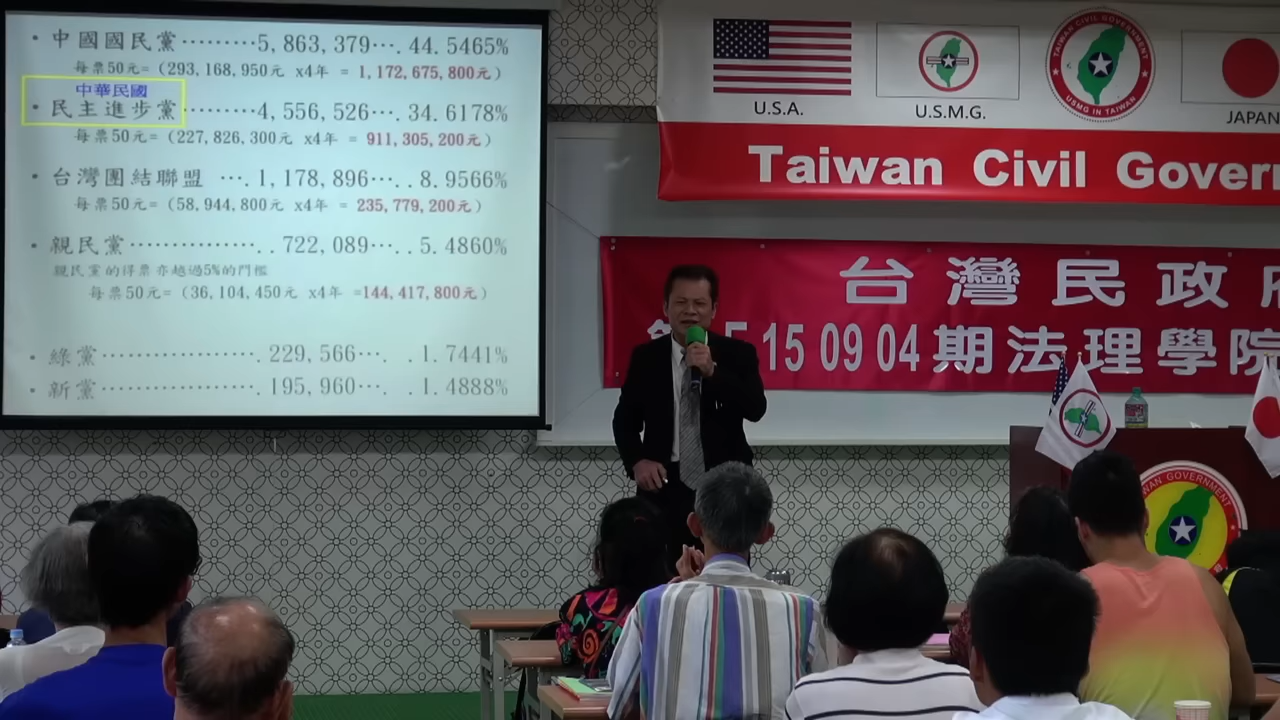 • 中國國民黨·········5,863,379···.44.5465%
每票50元=(293,168,950元 x4年 = 1,172,675,800元)
中華民國
• 民主進步黨·········4,556,526··· 34.6178%
每票50元=(227,826,300元 x4年 = 911,305,200元)
• 台灣團結聯盟 ···.1,178,896···..8.9566%
每票50元=(58,944,800元 x4年 = 235,779,200元)
• 親民黨···············..722,089···..5.4860%
親民黨的得票亦越過5%的門檻
每票50元=(36,104,450元 x4年 =144,417,800元)
• 綠黨··················.229,566··· .1.7441%
• 新黨··················.195,960··· .1.4888%
U.S.A.
U.S.M.G.
TAIWAN CIVIL GOVERNMENT
USMG IN TAIWAN
JAPAN
Taiwan Civil Govern
台灣民政府
15 09 04 期法理學院
WAN GOVERNMENT